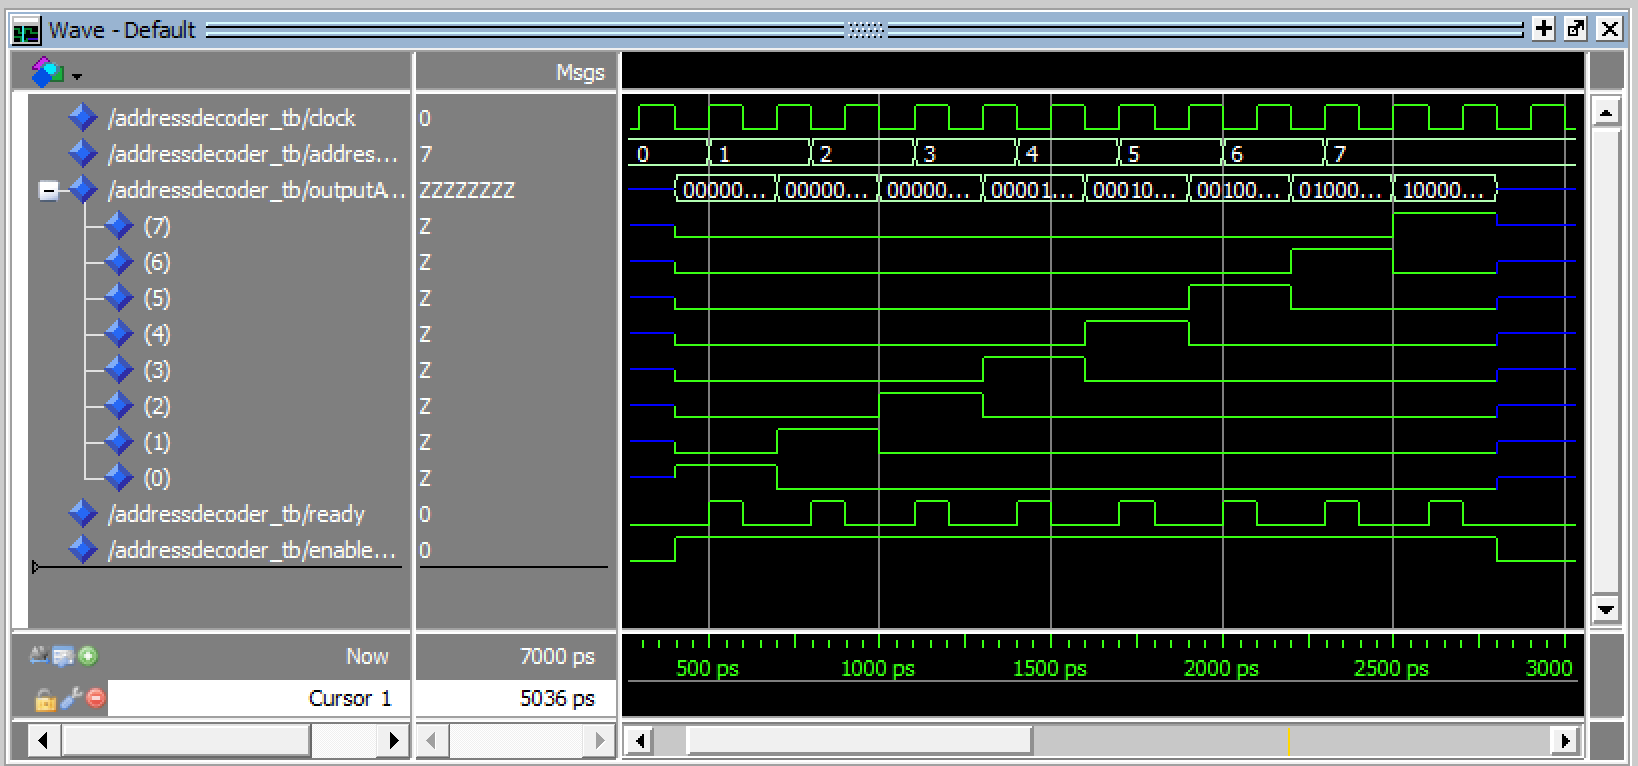 Wave - Default
Msgs
/addressdecoder_tb/clock 0
/addressdecoder_tb/addres... 7 0 1 2 3 4 5 6 7
/addressdecoder_tb/outputA... ZZZZZZZZ 00000... 00000... 00000... 00001... 00010... 00100... 01000... 10000...
(7) Z
(6) Z
(5) Z
(4) Z
(3) Z
(2) Z
(1) Z
(0) Z
/addressdecoder_tb/ready 0
/addressdecoder_tb/enable... 0
Now 7000 ps 500 ps 1000 ps 1500 ps 2000 ps 2500 ps 3000
Cursor 1 5036 ps